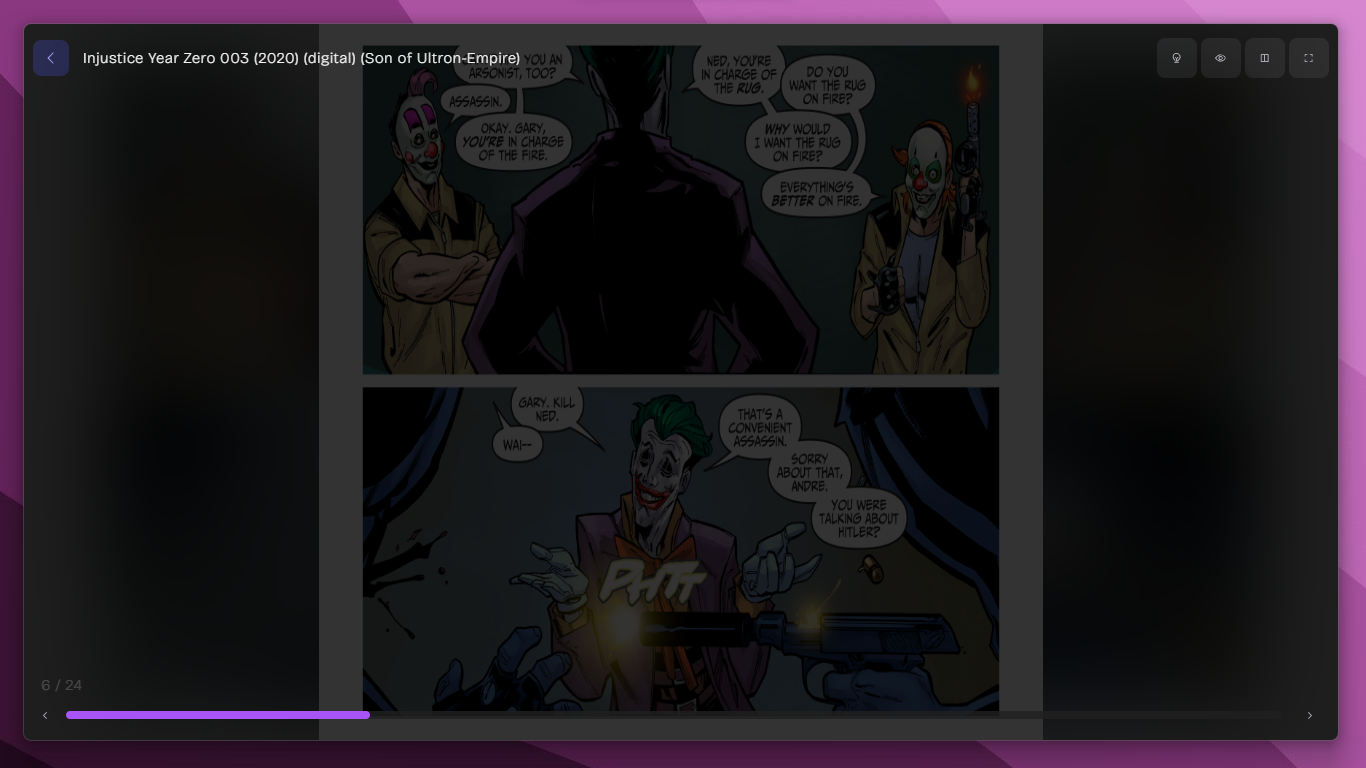 Injustice Year Zero 003 (2020) (digital) (Son of Ultron-Empire)
YOU AN
ARSONIST, TOO?
ASSASSIN.
OKAY. GARY,
YOU'RE IN CHARGE
OF THE FIRE.
NED, YOU'RE
IN CHARGE OF
THE RUG.
DO YOU
WANT THE RUG
ON FIRE?
WHY WOULD
I WANT THE RUG
ON FIRE?
EVERYTHING'S
BETTER ON FIRE.
GARY, KILL
NED.
WAI--
THAT'S A
CONVENIENT
ASSASSIN.
SORRY
ABOUT THAT,
ANDRE.
YOU WERE
TALKING ABOUT
HITLER?
PHTT
6 / 24